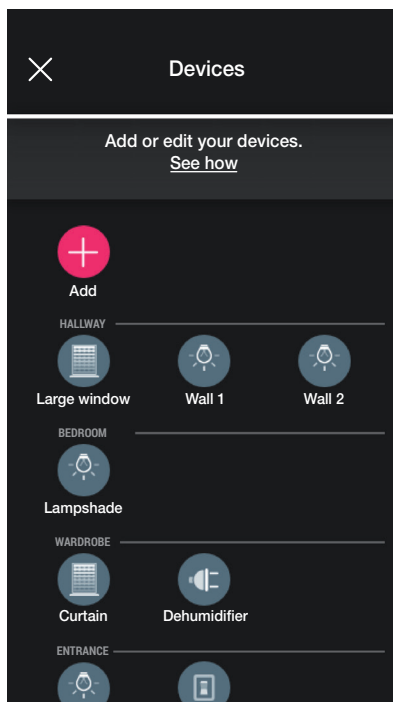 Devices
Add or edit your devices.
See how
Add
HALLWAY
Large window Wall 1 Wall 2
BEDROOM
Lampshade
WARDROBE
Curtain Dehumidifier
ENTRANCE